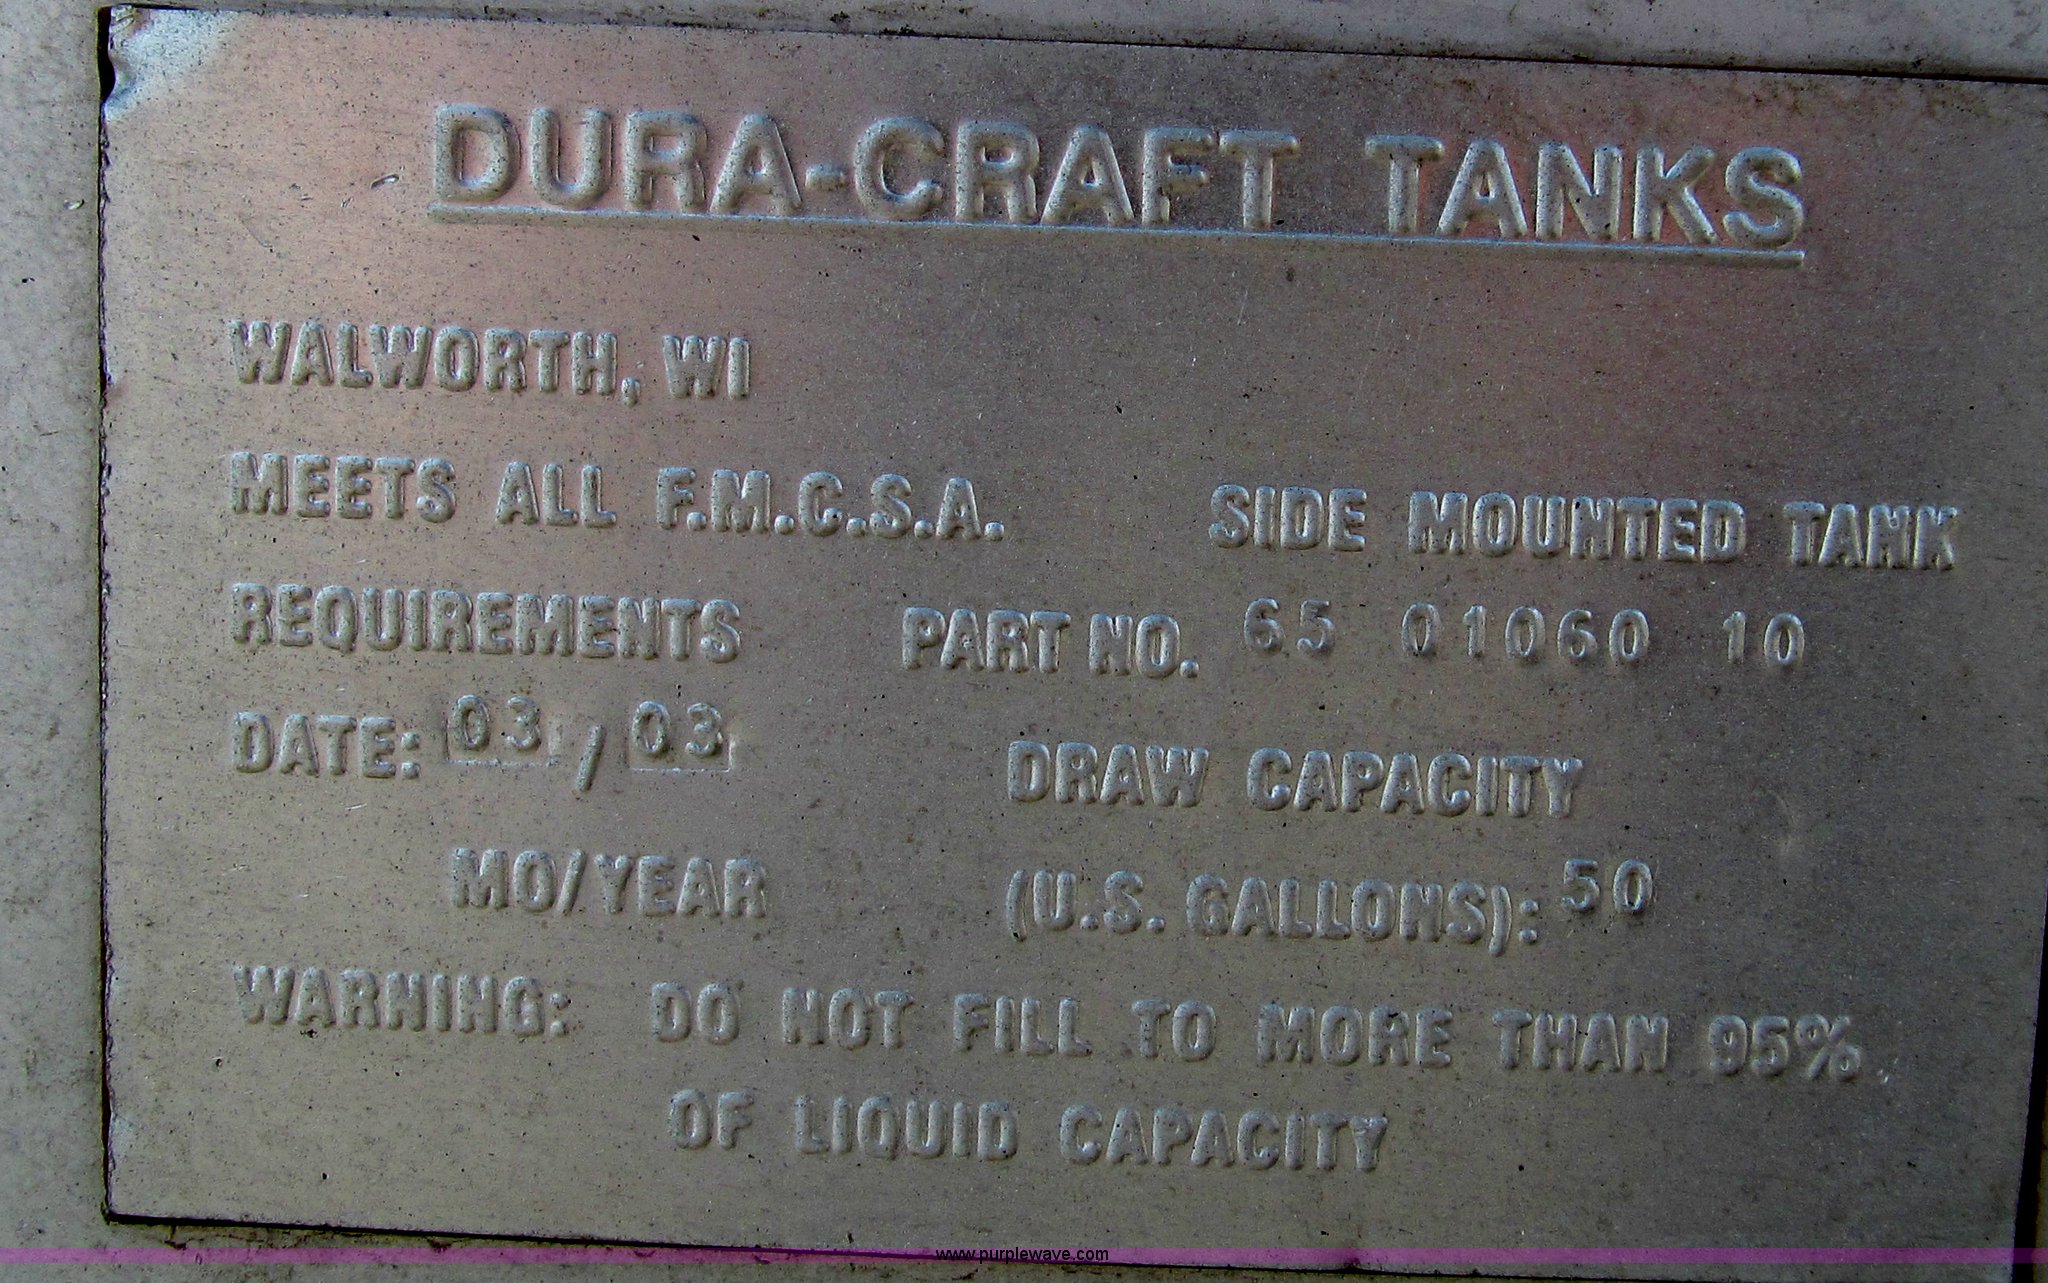 DURA-CRAFT TANKS
WALWORTH, WI
MEETS ALL F.M.C.S.A. SIDE MOUNTED TANK
REQUIREMENTS PART NO. 65 01060 10
DATE: 03 / 03 DRAW CAPACITY
MO/YEAR (U.S. GALLONS): 50
WARNING: DO NOT FILL TO MORE THAN 95%
OF LIQUID CAPACITY
www.purplewave.com